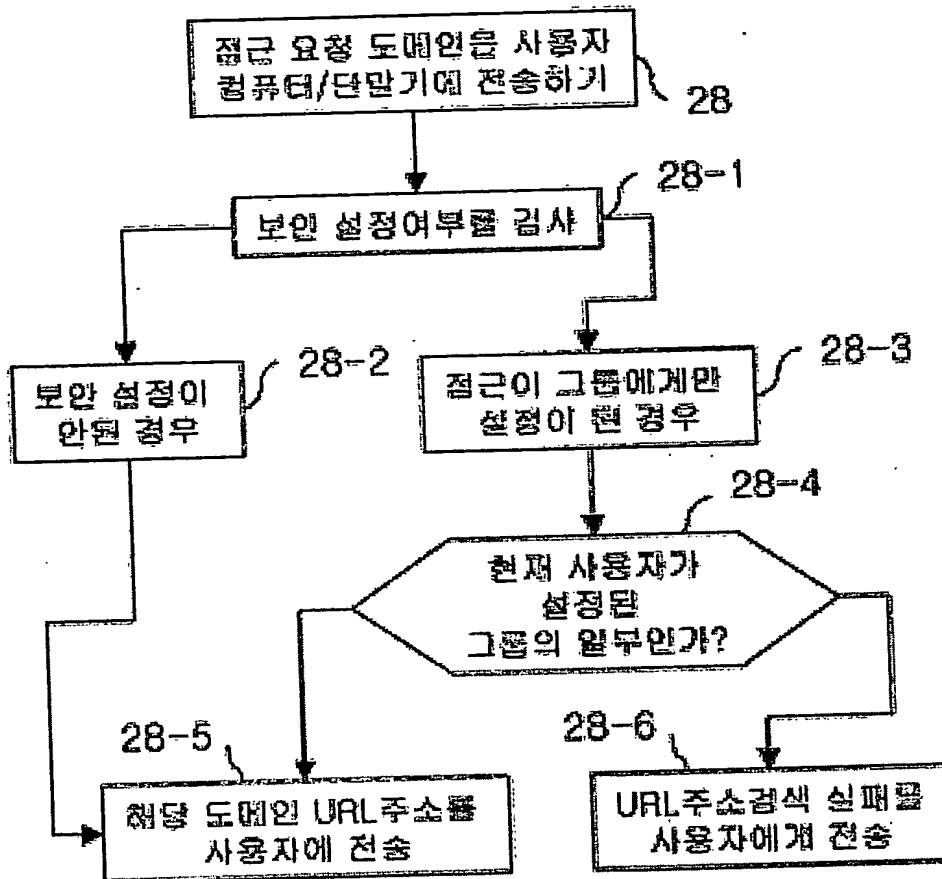 접근 요청 도메인을 사용자
컴퓨터/단말기에 전송하기
28
28-1
보안 설정여부를 검사
28-2
보안 설정이
안된 경우
28-3
접근이 그룹에게만
설정이 된 경우
28-4
현재 사용자가
설정된
그룹의 일부인가?
28-5
해당 도메인 URL주소를
사용자에 전송
28-6
URL주소검색 실패를
사용자에게 전송